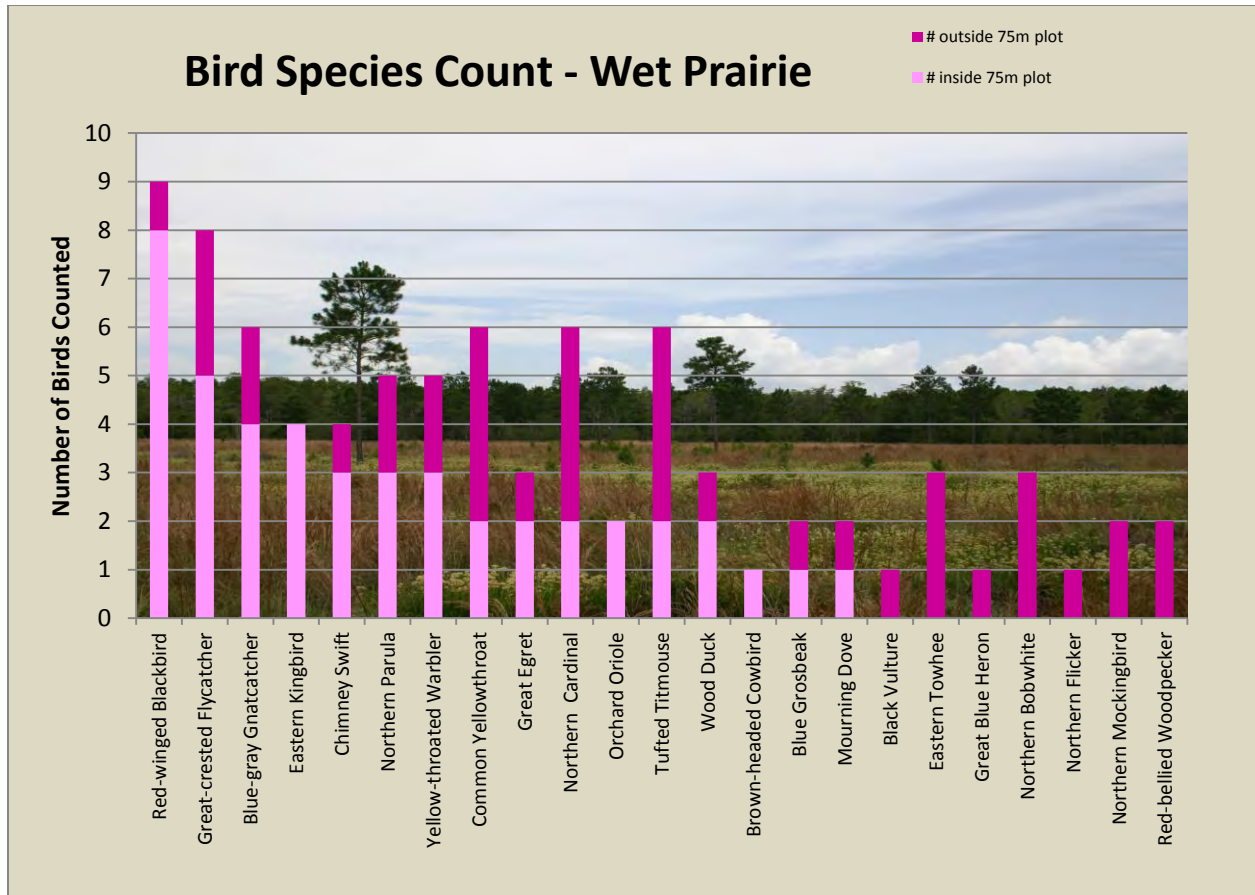 Bird Species Count - Wet Prairie
# outside 75m plot
# inside 75m plot
Number of Birds Counted
10
9
8
7
6
5
4
3
2
1
0
Red-winged Blackbird
Great-crested Flycatcher
Blue-gray Gnatcatcher
Eastern Kingbird
Chimney Swift
Northern Parula
Yellow-throated Warbler
Common Yellowthroat
Great Egret
Northern  Cardinal
Orchard Oriole
Tufted Titmouse
Wood Duck
Brown-headed Cowbird
Blue Grosbeak
Mourning Dove
Black Vulture
Eastern Towhee
Great Blue Heron
Northern Bobwhite
Northern Flicker
Northern Mockingbird
Red-bellied Woodpecker